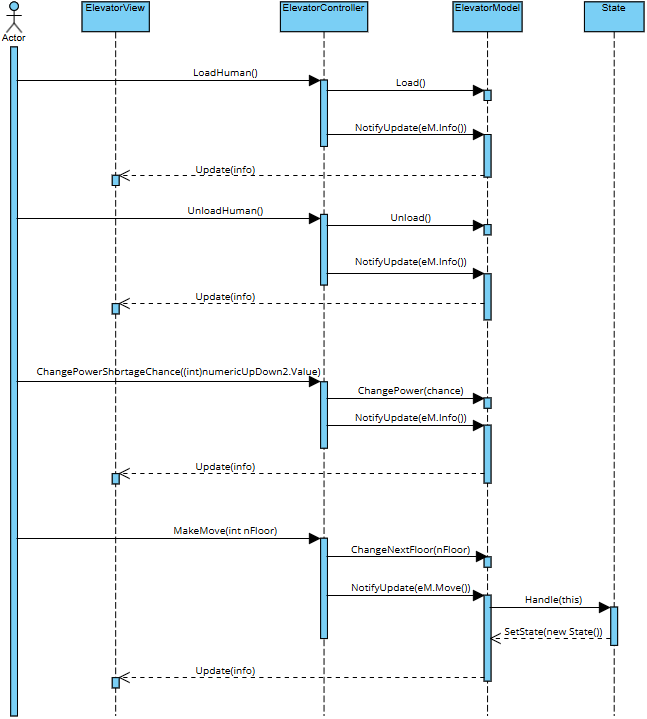 ElevatorView
ElevatorController
ElevatorModel
State
Actor
LoadHuman()
Load()
NotifyUpdate(eM.Info())
Update(info)
UnloadHuman()
Unload()
NotifyUpdate(eM.Info())
Update(info)
ChangePowerShortageChance((int)numericUpDown2.Value)
ChangePower(chance)
NotifyUpdate(eM.Info())
Update(info)
MakeMove(int nFloor)
ChangeNextFloor(nFloor)
NotifyUpdate(eM.Move())
Handle(this)
SetState(new State())
Update(info)